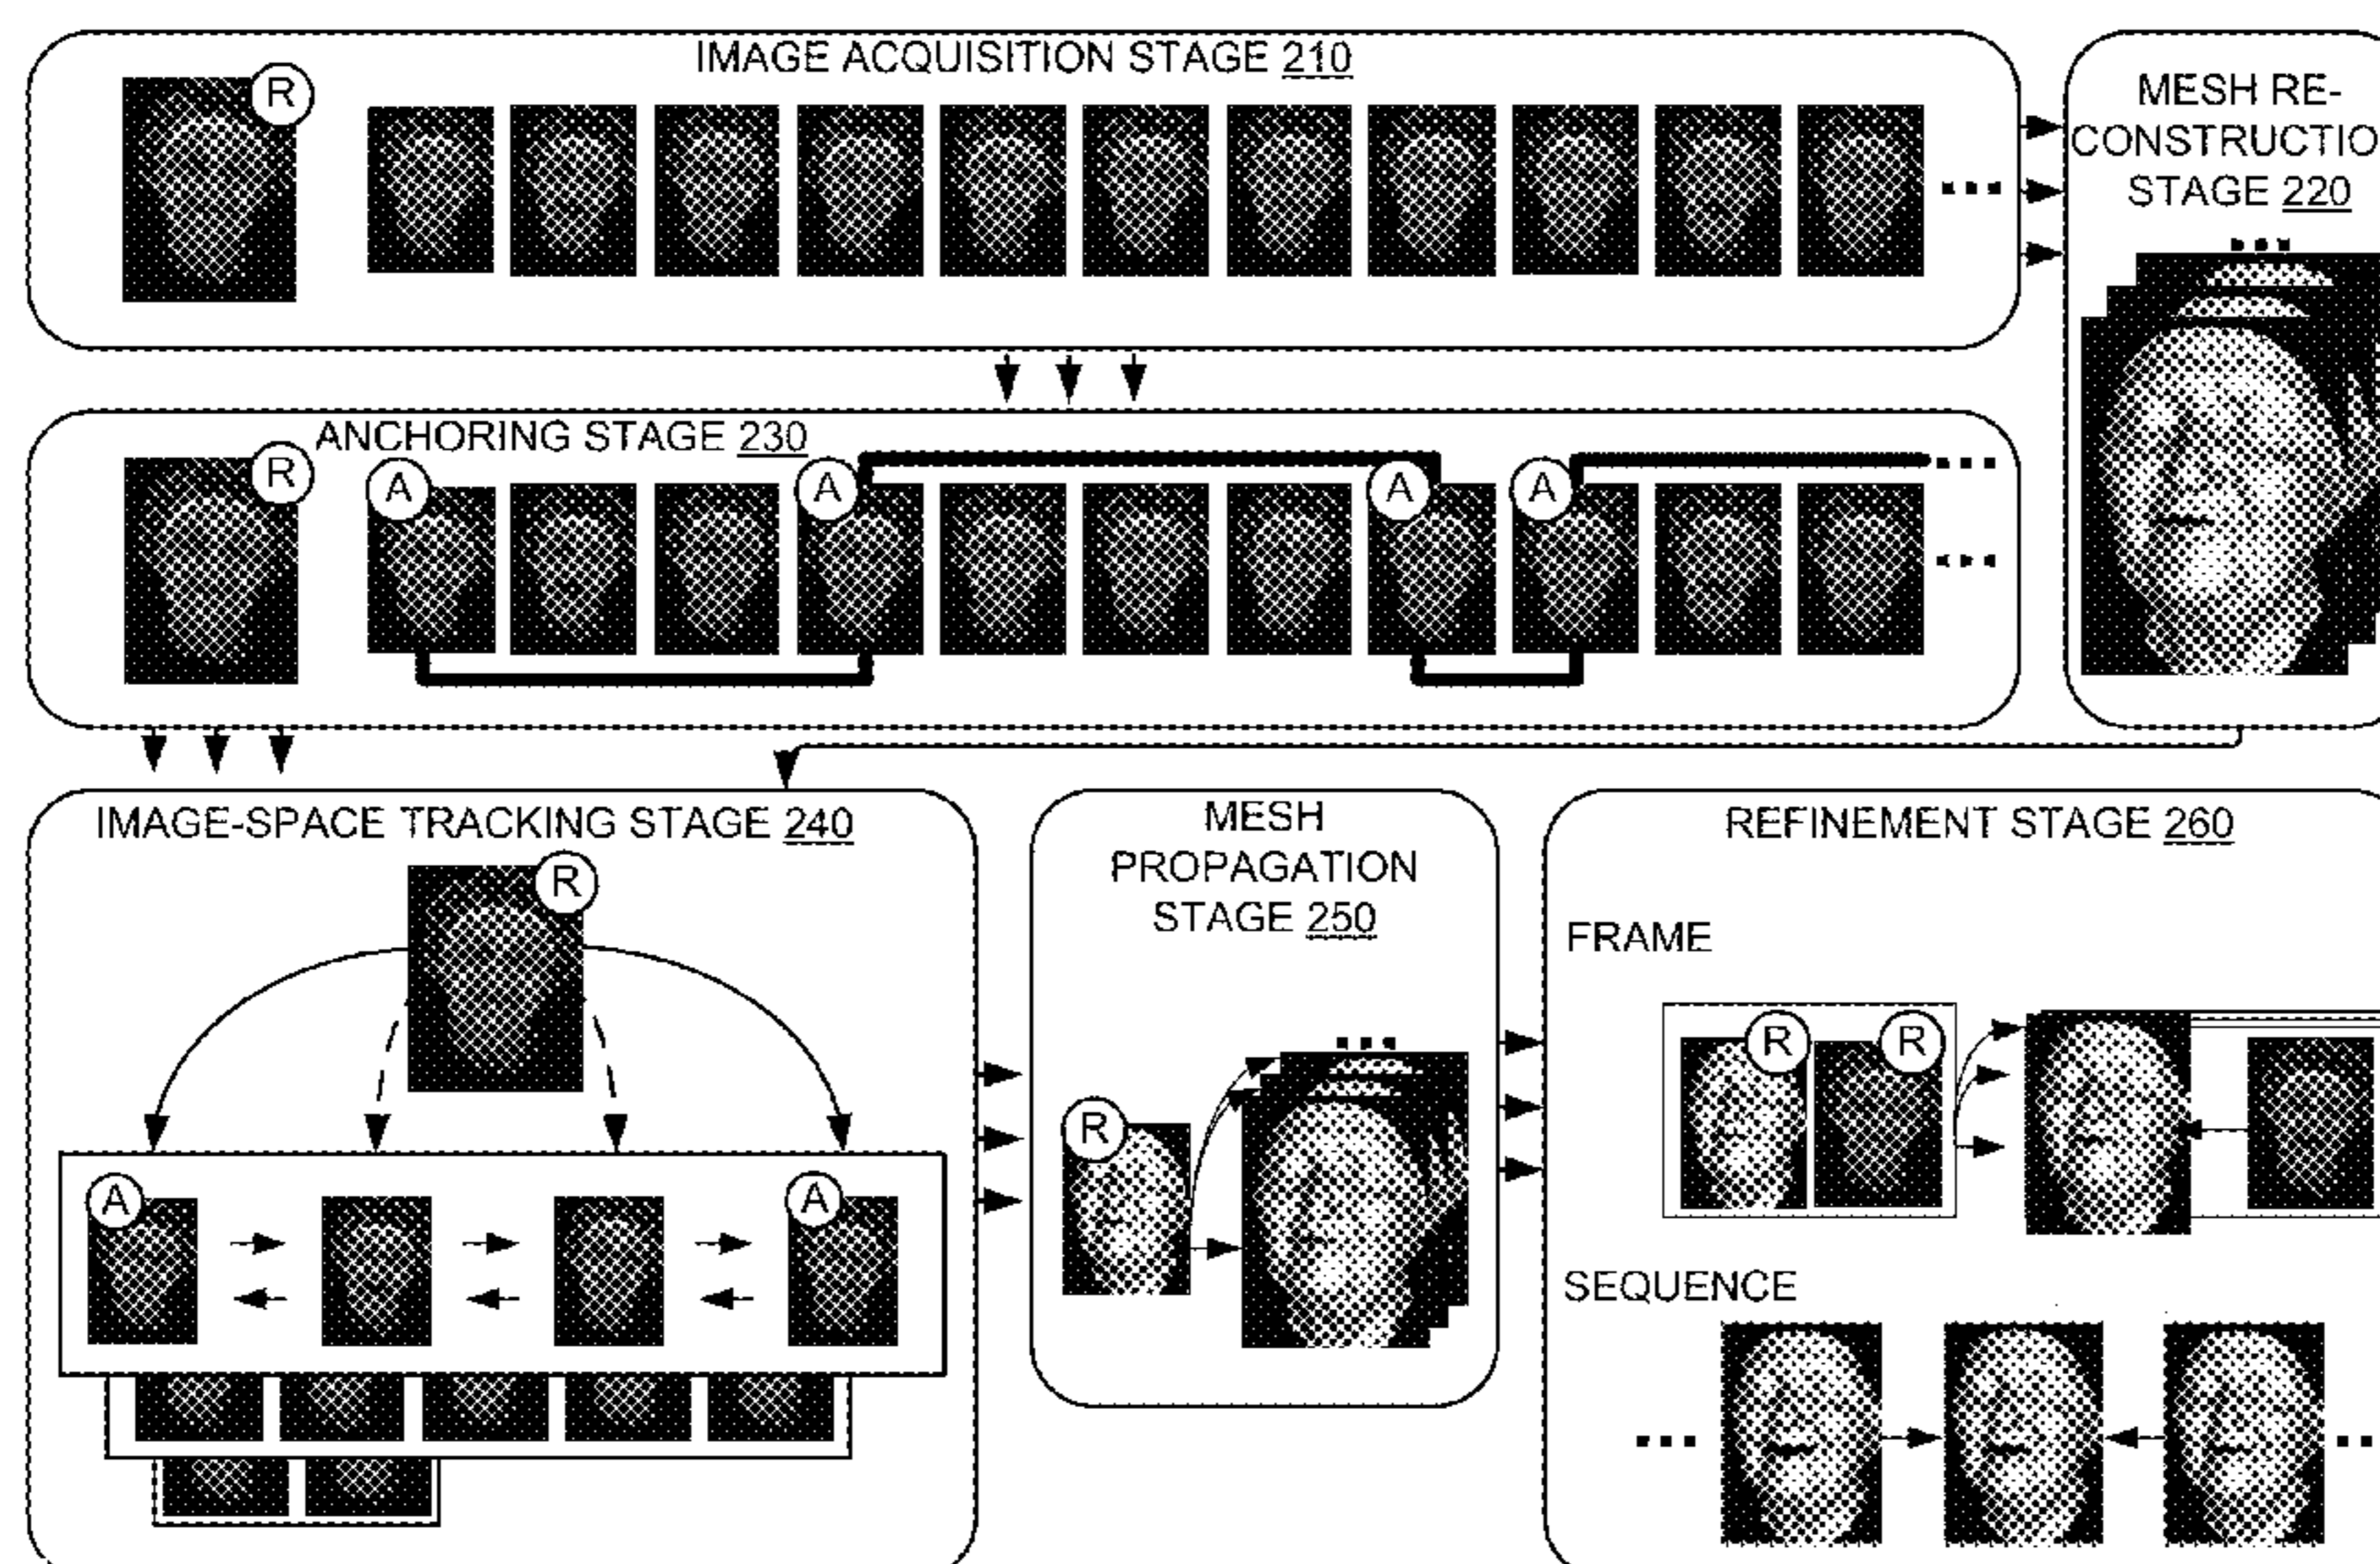 IMAGE ACQUISITION STAGE 210
R
MESH RE-
CONSTRUCTIO
STAGE 220
ANCHORING STAGE 230
R
A
A
A
A
IMAGE-SPACE TRACKING STAGE 240
R
A
A
MESH
PROPAGATION
STAGE 250
R
REFINEMENT STAGE 260
FRAME
R
R
SEQUENCE